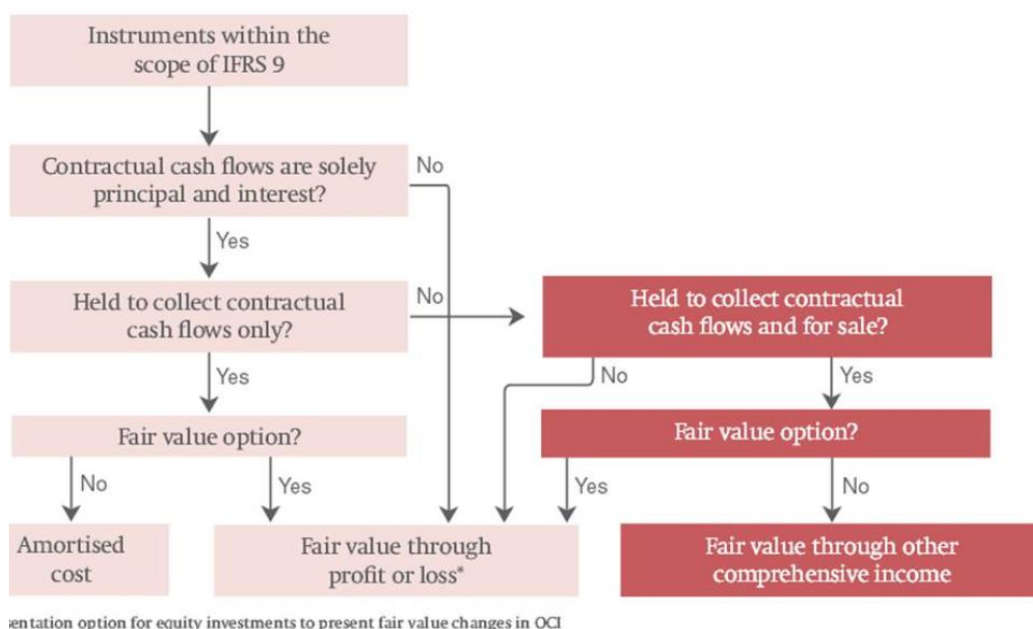 Instruments within the
scope of IFRS 9
Contractual cash flows are solely
principal and interest?
No
Yes
Held to collect contractual
cash flows only?
No
Held to collect contractual
cash flows and for sale?
Yes
No
Yes
Fair value option?
Fair value option?
No
Yes
Yes
No
Amortised
cost
Fair value through
profit or loss*
Fair value through other
comprehensive income
option for equity investments to present fair value changes in OCI